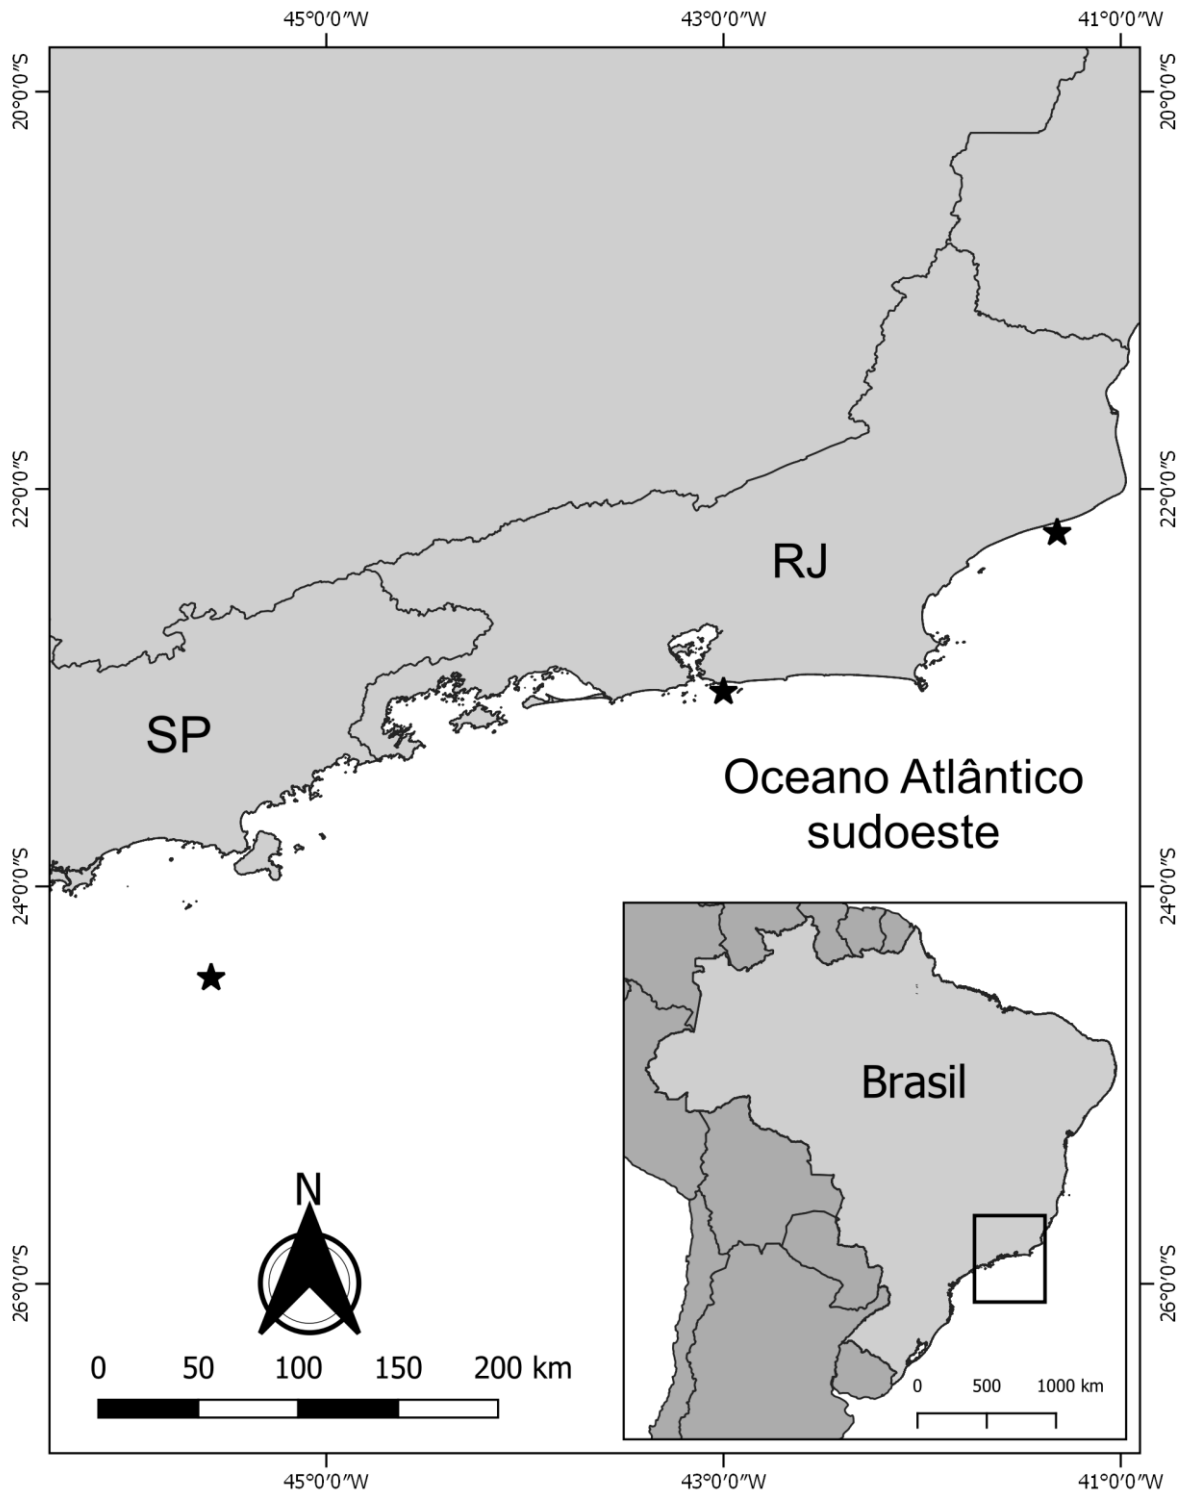 45°0′0″W
43°0′0″W
41°0′0″W
20°0′0″S
20°0′0″S
22°0′0″S
22°0′0″S
RJ
SP
Oceano Atlântico
sudoeste
24°0′0″S
24°0′0″S
Brasil
N
26°0′0″S
26°0′0″S
0 50 100 150 200 km
0 500 1000 km
45°0′0″W
43°0′0″W
41°0′0″W